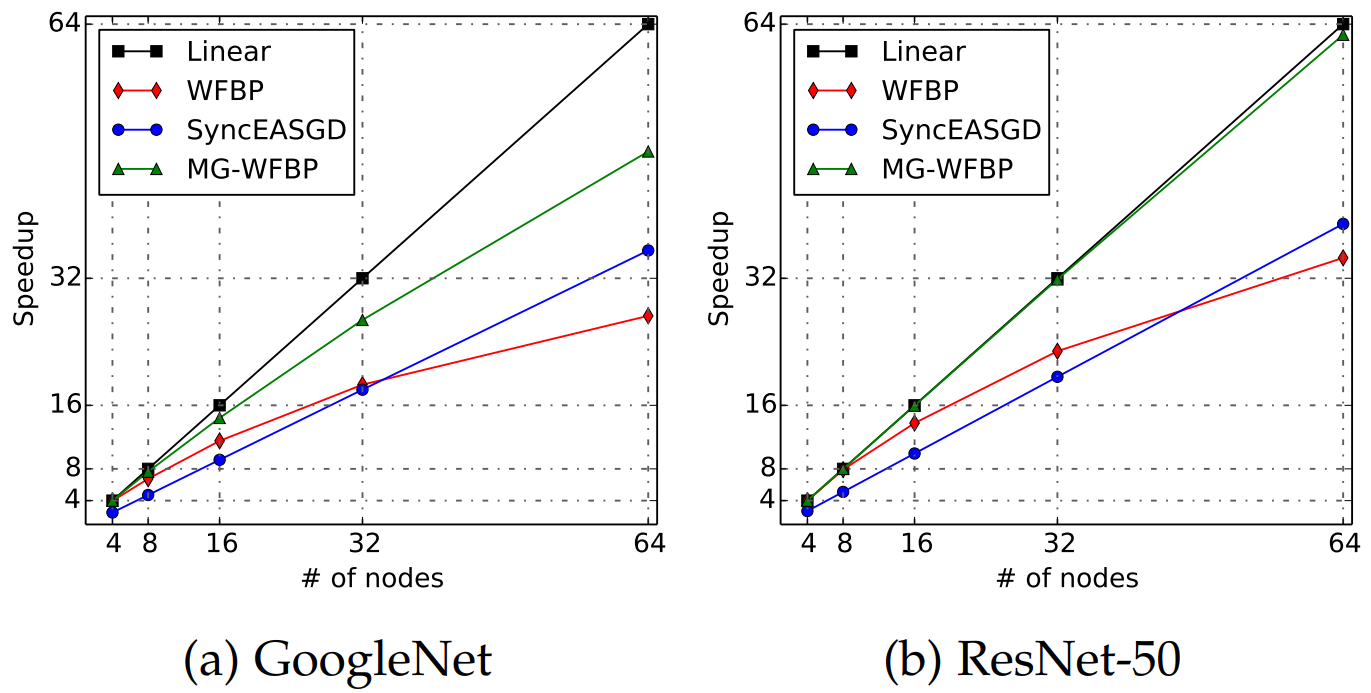 64
32
16
8
4
Speedup
Linear
WFBP
SyncEASGD
MG-WFBP
4 8 16 32 64
# of nodes
(a) GoogleNet
64
32
16
8
4
Speedup
Linear
WFBP
SyncEASGD
MG-WFBP
4 8 16 32 64
# of nodes
(b) ResNet-50